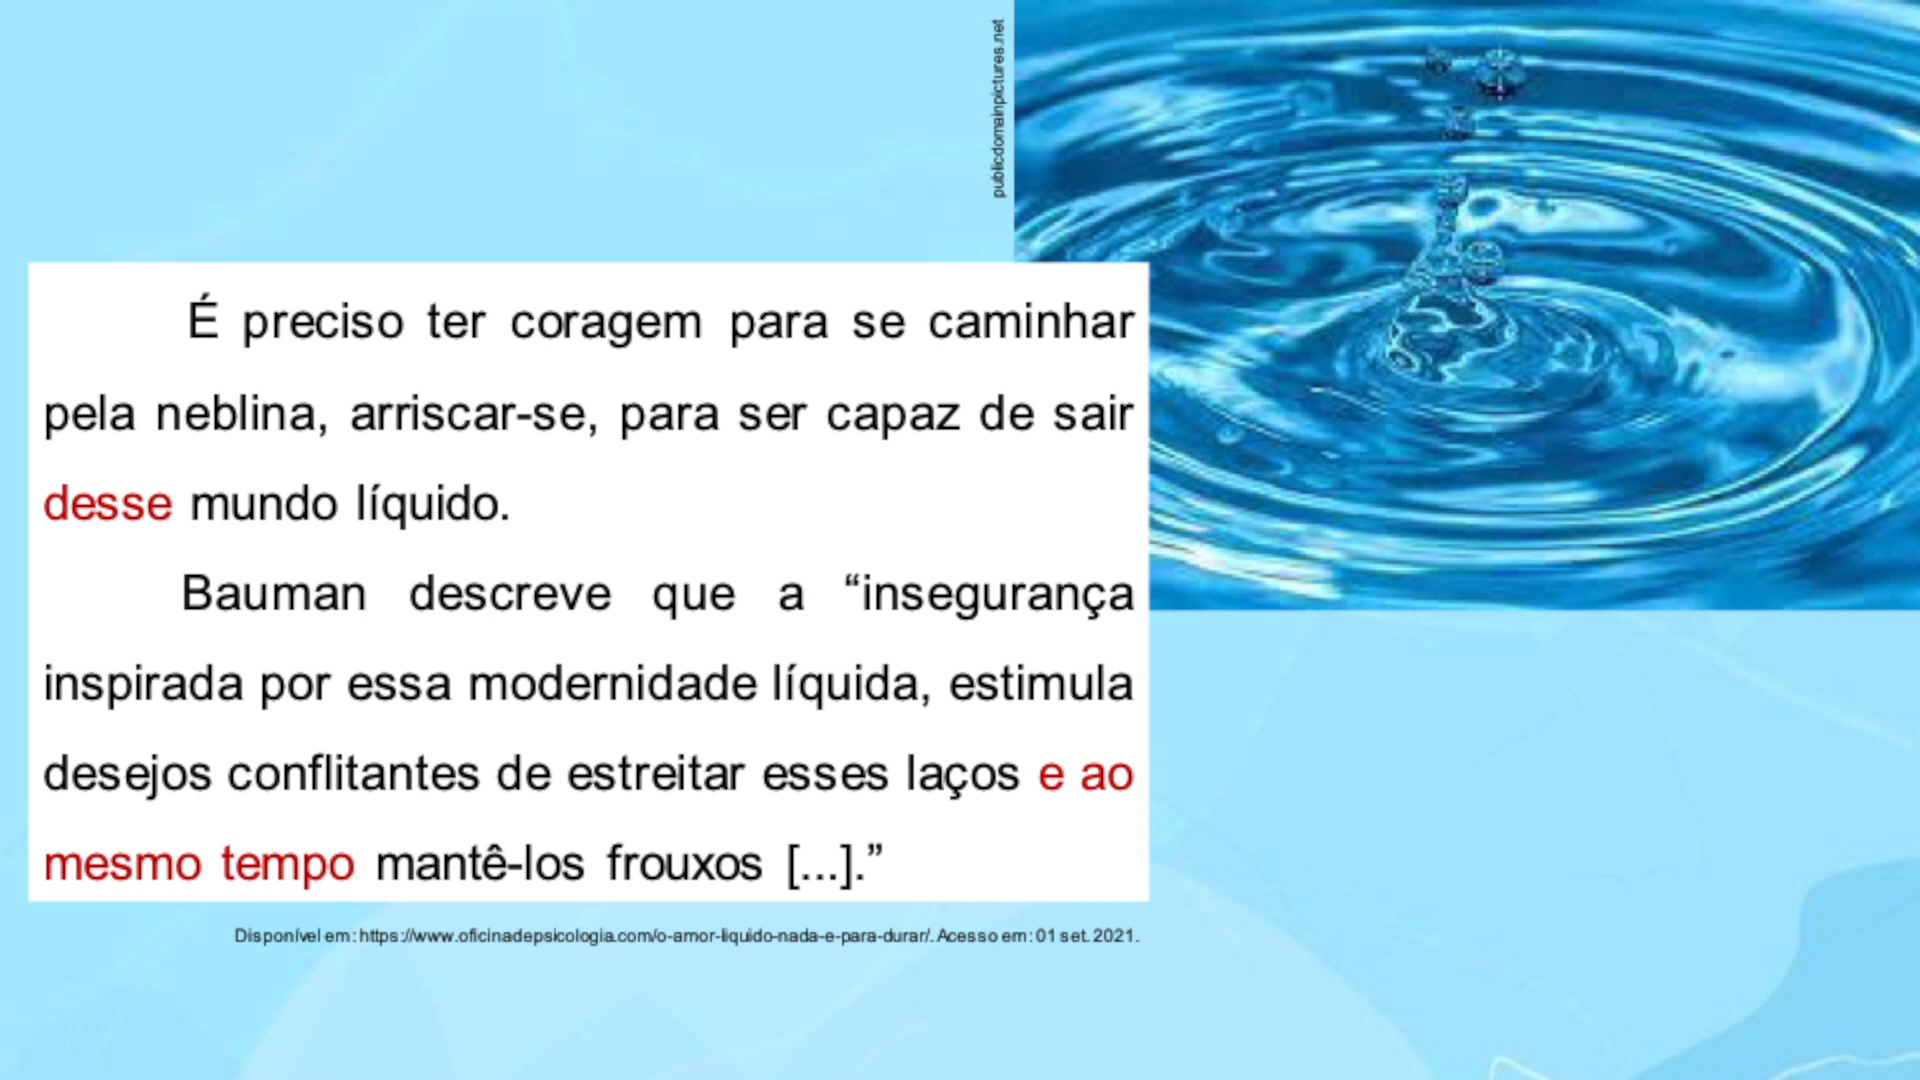 publicdomainpictures.net
É preciso ter coragem para se caminhar
pela neblina, arriscar-se, para ser capaz de sair
desse mundo líquido.
Bauman descreve que a “insegurança
inspirada por essa modernidade líquida, estimula
desejos conflitantes de estreitar esses laços e ao
mesmo tempo mantê-los frouxos [...].”
Disponível em: https://www.oficinadepsicologia.com/o-amor-liquido-nada-e-para-durar/. Acesso em: 01 set. 2021.